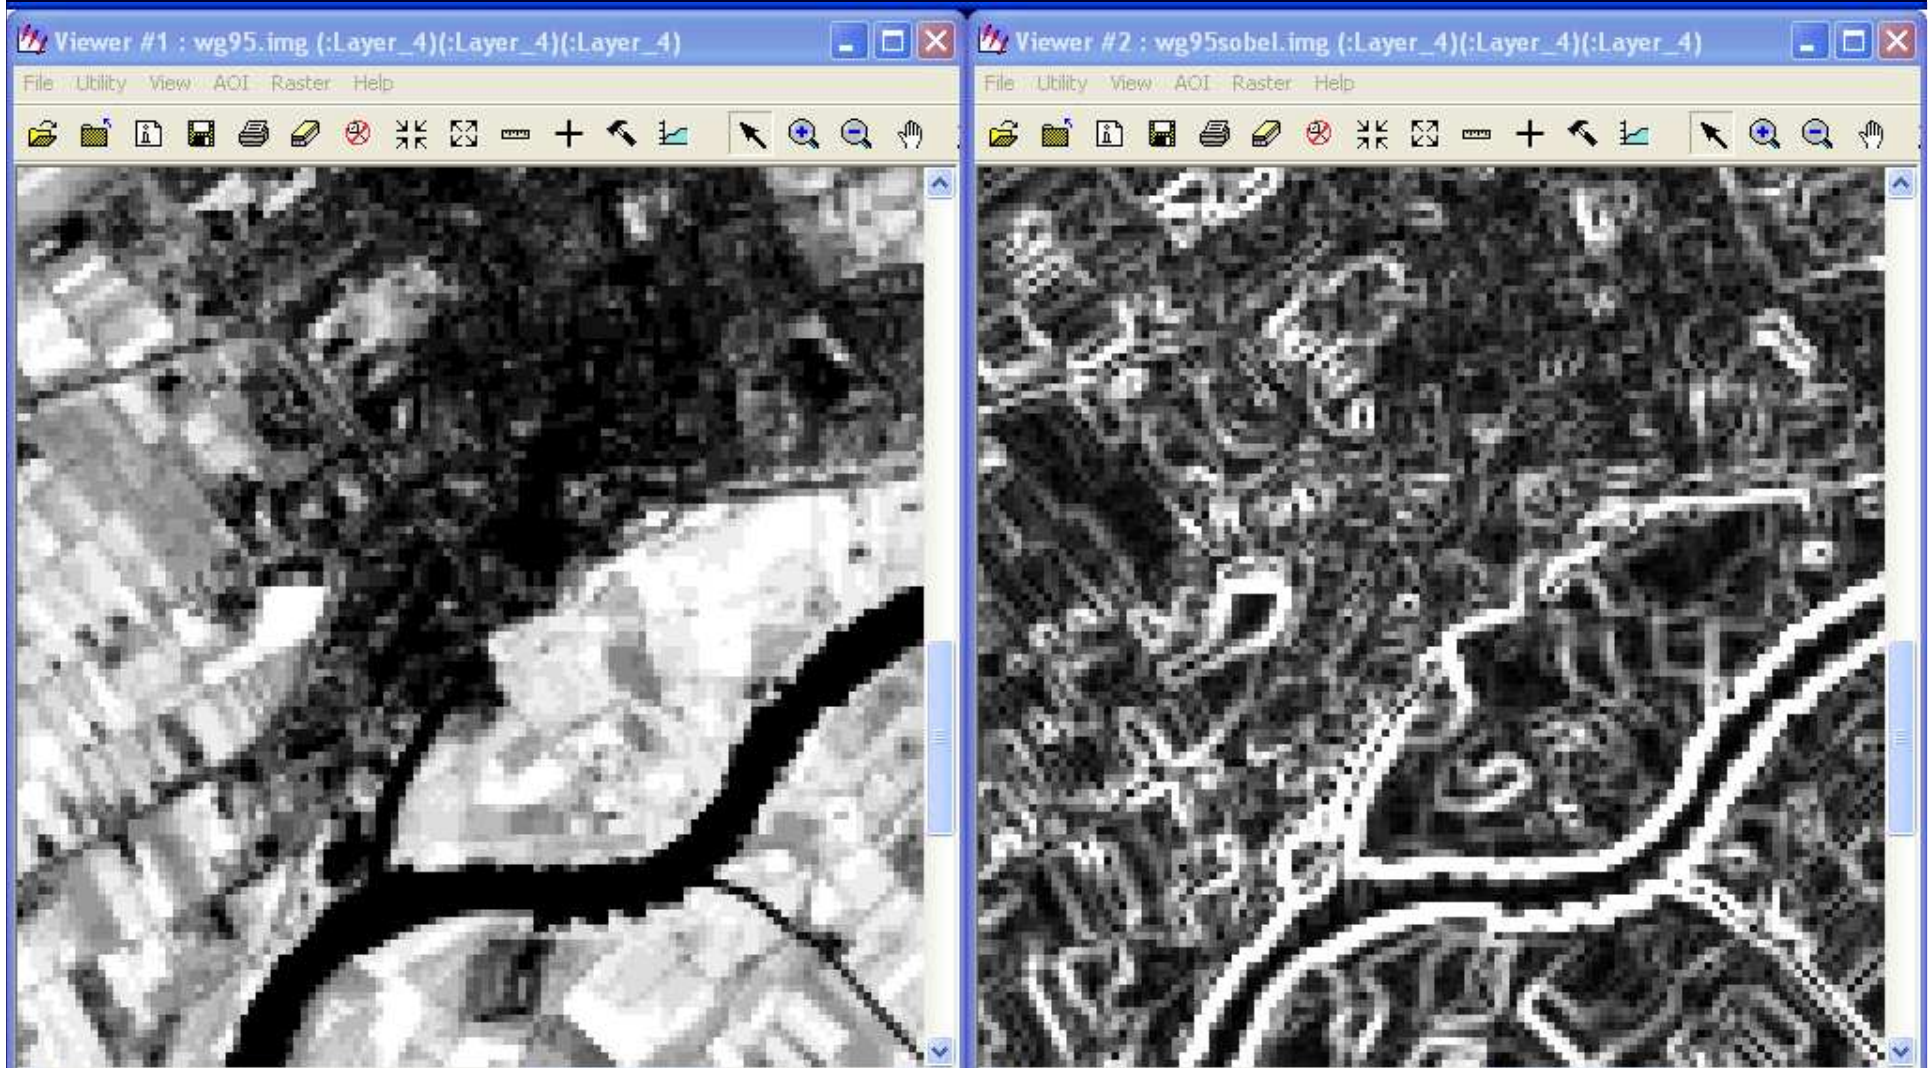 Viewer #1 : wg95.img (:Layer_4)(:Layer_4)(:Layer_4)
File Utility View AOI Raster Help
Viewer #2 : wg95sobel.img (:Layer_4)(:Layer_4)(:Layer_4)
File Utility View AOI Raster Help